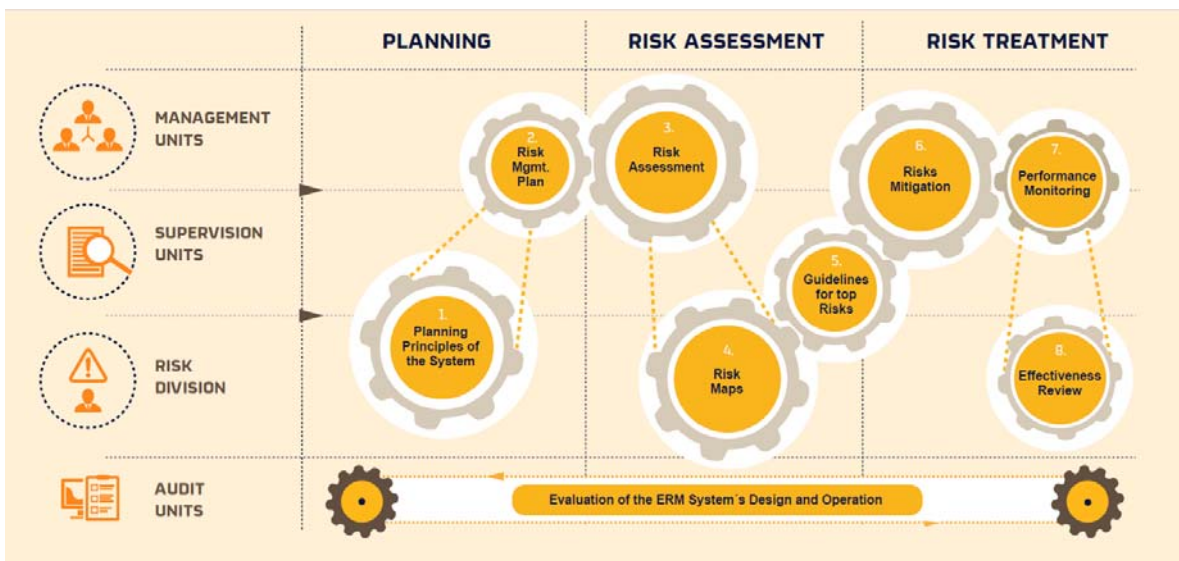 PLANNING
RISK ASSESSMENT
RISK TREATMENT
MANAGEMENT
UNITS
2.
Risk
Mgmt.
Plan
3.
Risk
Assessment
6.
Risks
Mitigation
7.
Performance
Monitoring
SUPERVISION
UNITS
5.
Guidelines
for top
Risks
1.
Planning
Principles of
the System
RISK
DIVISION
4.
Risk
Maps
8.
Effectiveness
Review
AUDIT
UNITS
Evaluation of the ERM System´s Design and Operation